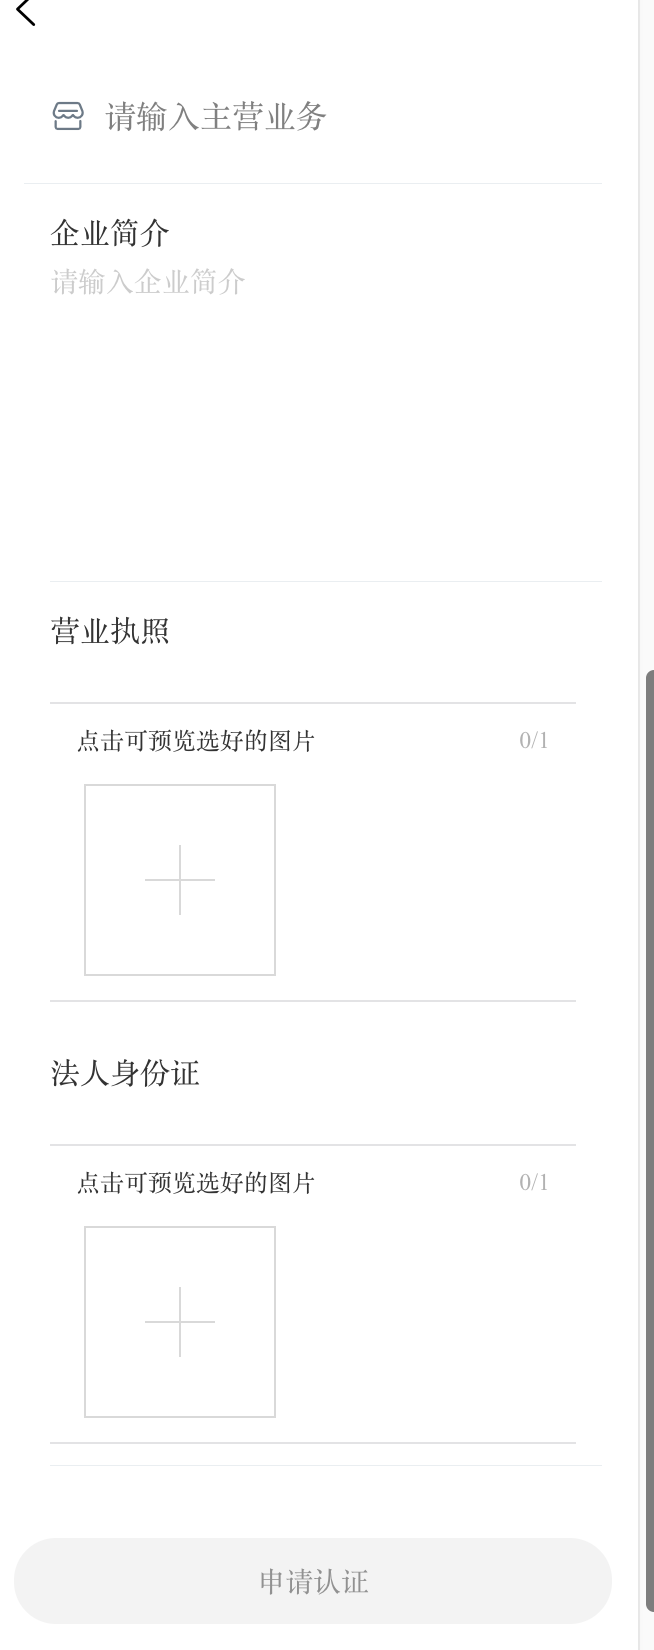 请输入主营业务
企业简介
请输入企业简介
营业执照
点击可预览选好的图片 0/1
法人身份证
点击可预览选好的图片 0/1
申请认证